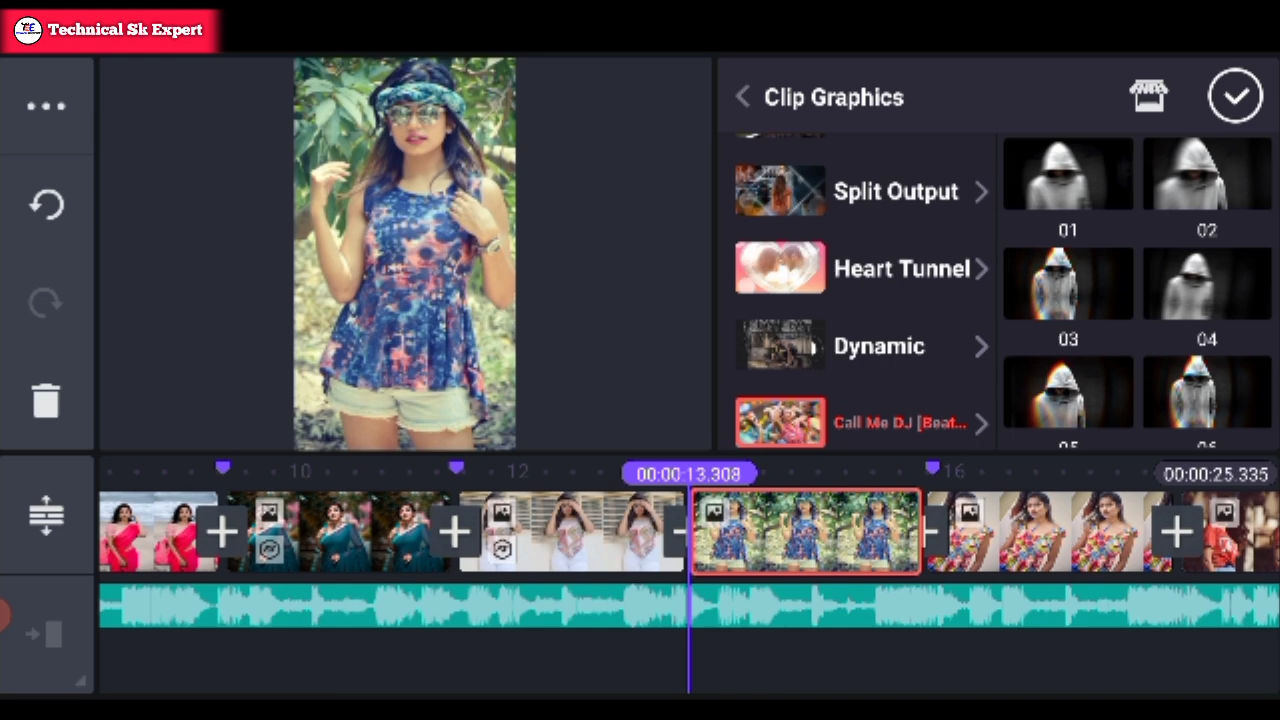 Technical Sk Expert
Clip Graphics
Split Output
Heart Tunnel
Dynamic
Call Me DJ [Beat...
01
02
03
04
10
12
00:00:13.308
16
00:00:25.335